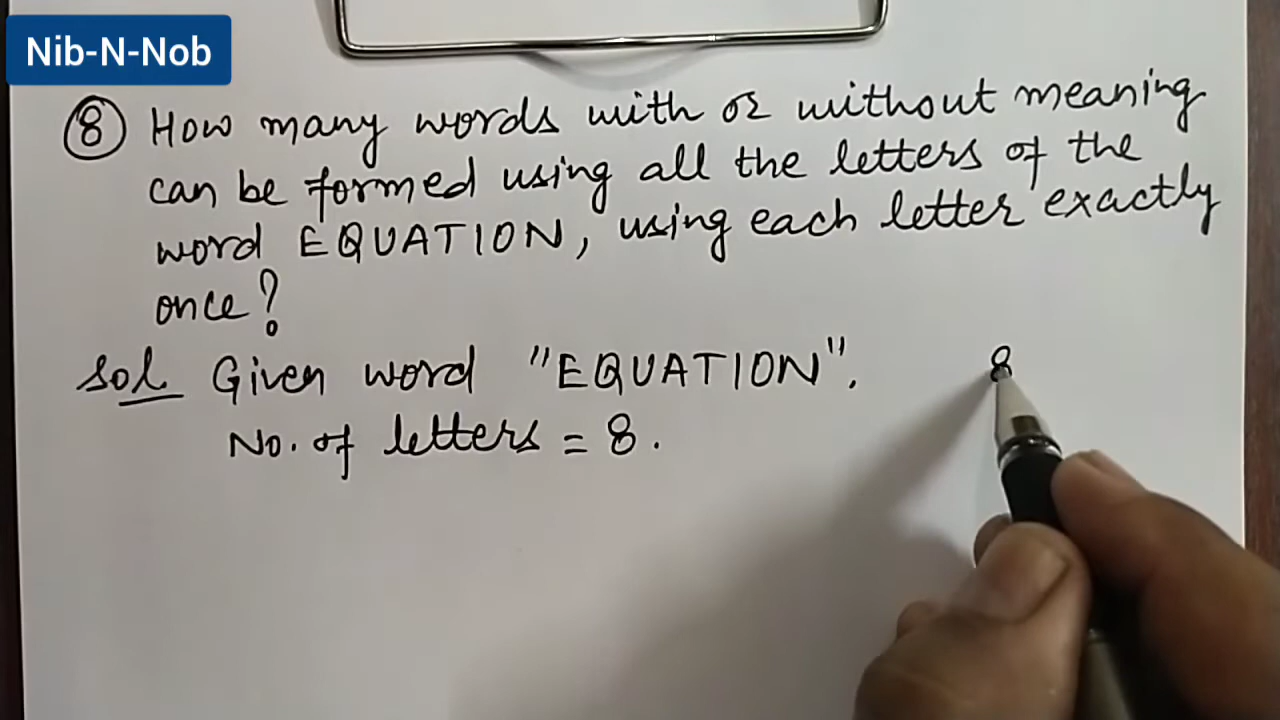 Nib-N-Nob
⑧ How many words with or without meaning
can be formed using all the letters of the
word EQUATION, using each letter exactly
once?
Sol Given word "EQUATION". 8
No. of letters = 8.